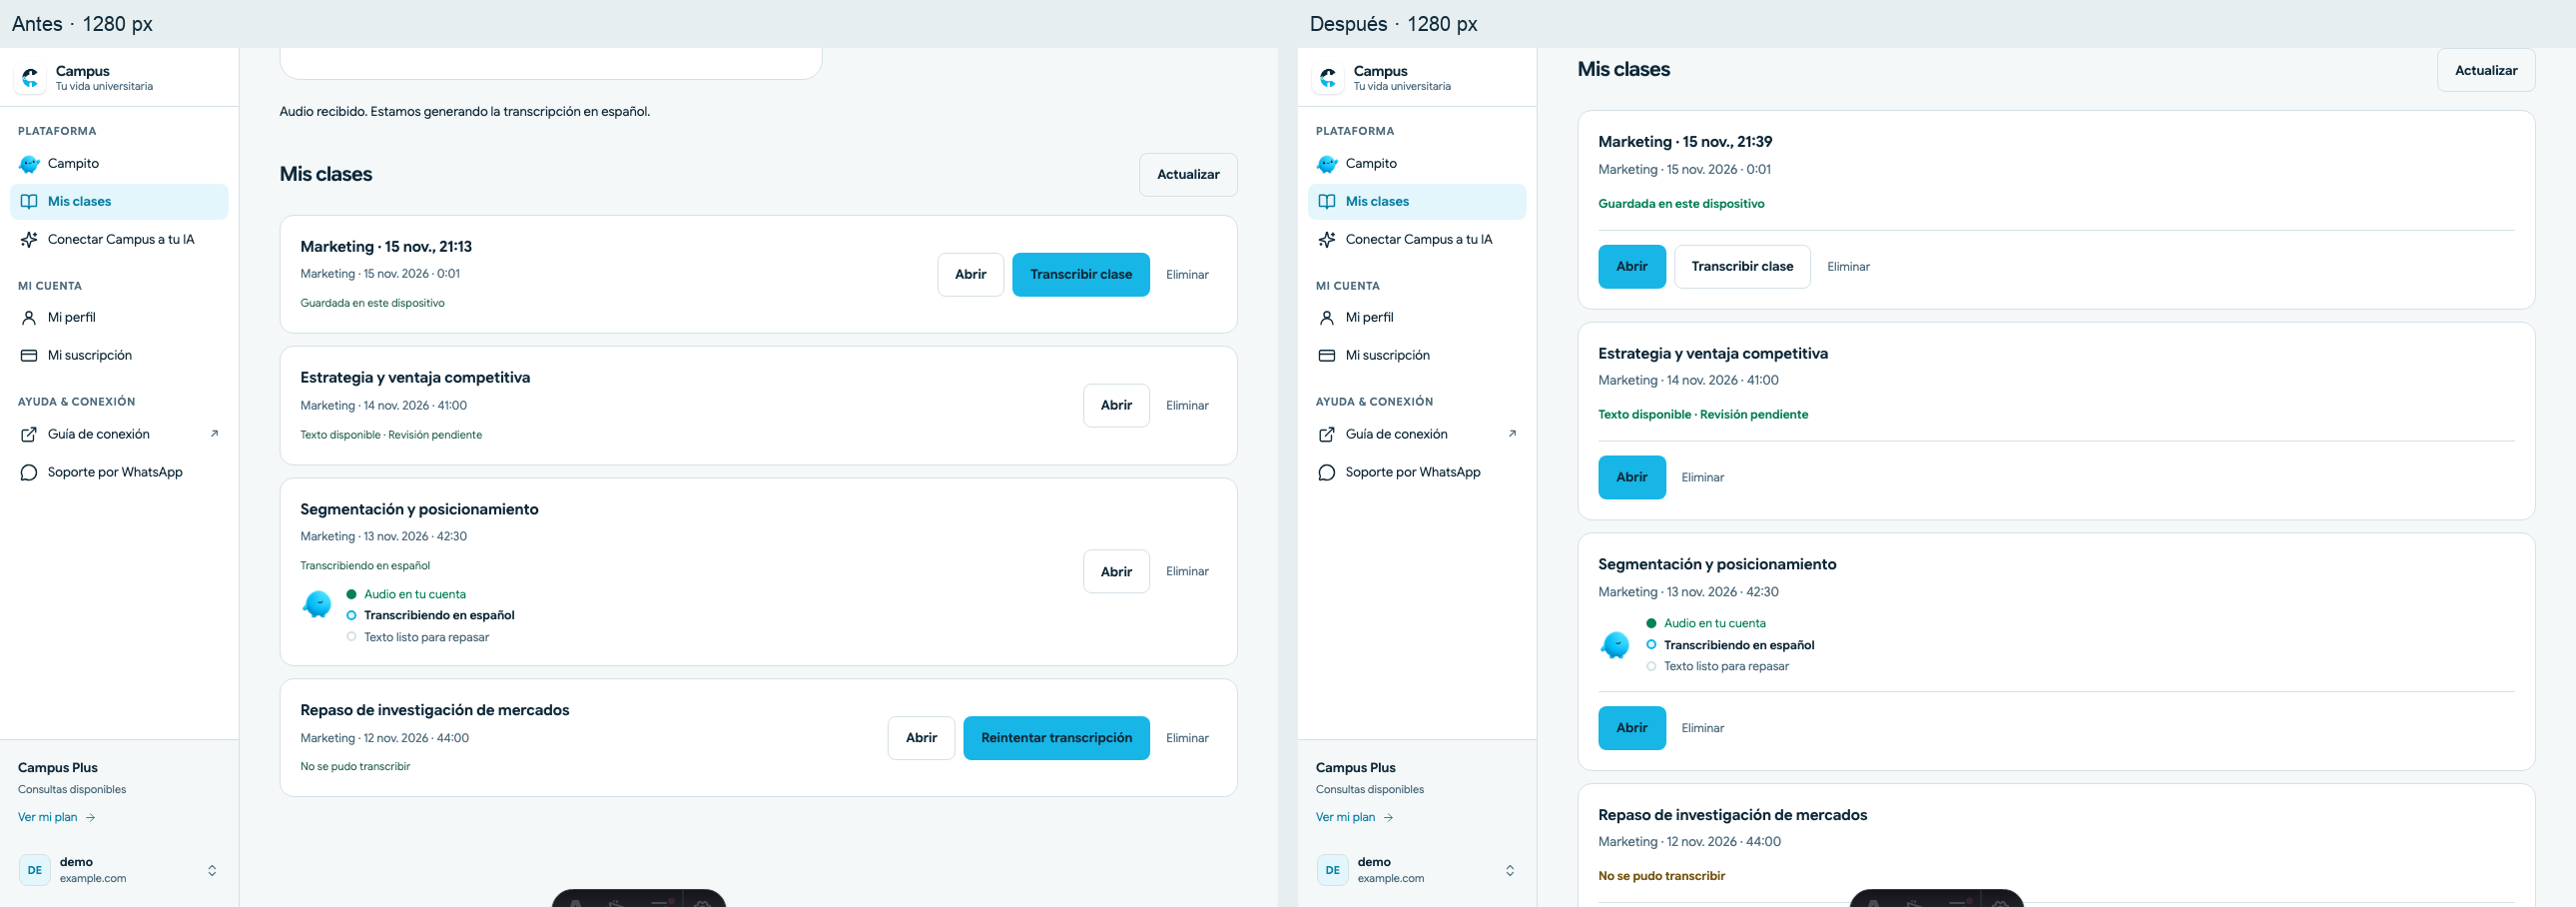 Antes · 1280 px
Campus
Tu vida universitaria
PLATAFORMA
Campito
Mis clases
Conectar Campus a tu IA
MI CUENTA
Mi perfil
Mi suscripción
AYUDA & CONEXIÓN
Guía de conexión
Soporte por WhatsApp
Campus Plus
Consultas disponibles
Ver mi plan →
DE
demo
example.com
Audio recibido. Estamos generando la transcripción en español.
Mis clases
Actualizar
Marketing · 15 nov., 21:13
Marketing · 15 nov. 2026 · 0:01
Guardada en este dispositivo
Abrir
Transcribir clase
Eliminar
Estrategia y ventaja competitiva
Marketing · 14 nov. 2026 · 41:00
Texto disponible · Revisión pendiente
Abrir
Eliminar
Segmentación y posicionamiento
Marketing · 13 nov. 2026 · 42:30
Transcribiendo en español
Audio en tu cuenta
Transcribiendo en español
Texto listo para repasar
Abrir
Eliminar
Repaso de investigación de mercados
Marketing · 12 nov. 2026 · 44:00
No se pudo transcribir
Abrir
Reintentar transcripción
Eliminar
Después · 1280 px
Campus
Tu vida universitaria
PLATAFORMA
Campito
Mis clases
Conectar Campus a tu IA
MI CUENTA
Mi perfil
Mi suscripción
AYUDA & CONEXIÓN
Guía de conexión
Soporte por WhatsApp
Campus Plus
Consultas disponibles
Ver mi plan →
DE
demo
example.com
Mis clases
Actualizar
Marketing · 15 nov., 21:39
Marketing · 15 nov. 2026 · 0:01
Guardada en este dispositivo
Abrir
Transcribir clase
Eliminar
Estrategia y ventaja competitiva
Marketing · 14 nov. 2026 · 41:00
Texto disponible · Revisión pendiente
Abrir
Eliminar
Segmentación y posicionamiento
Marketing · 13 nov. 2026 · 42:30
Audio en tu cuenta
Transcribiendo en español
Texto listo para repasar
Abrir
Eliminar
Repaso de investigación de mercados
Marketing · 12 nov. 2026 · 44:00
No se pudo transcribir